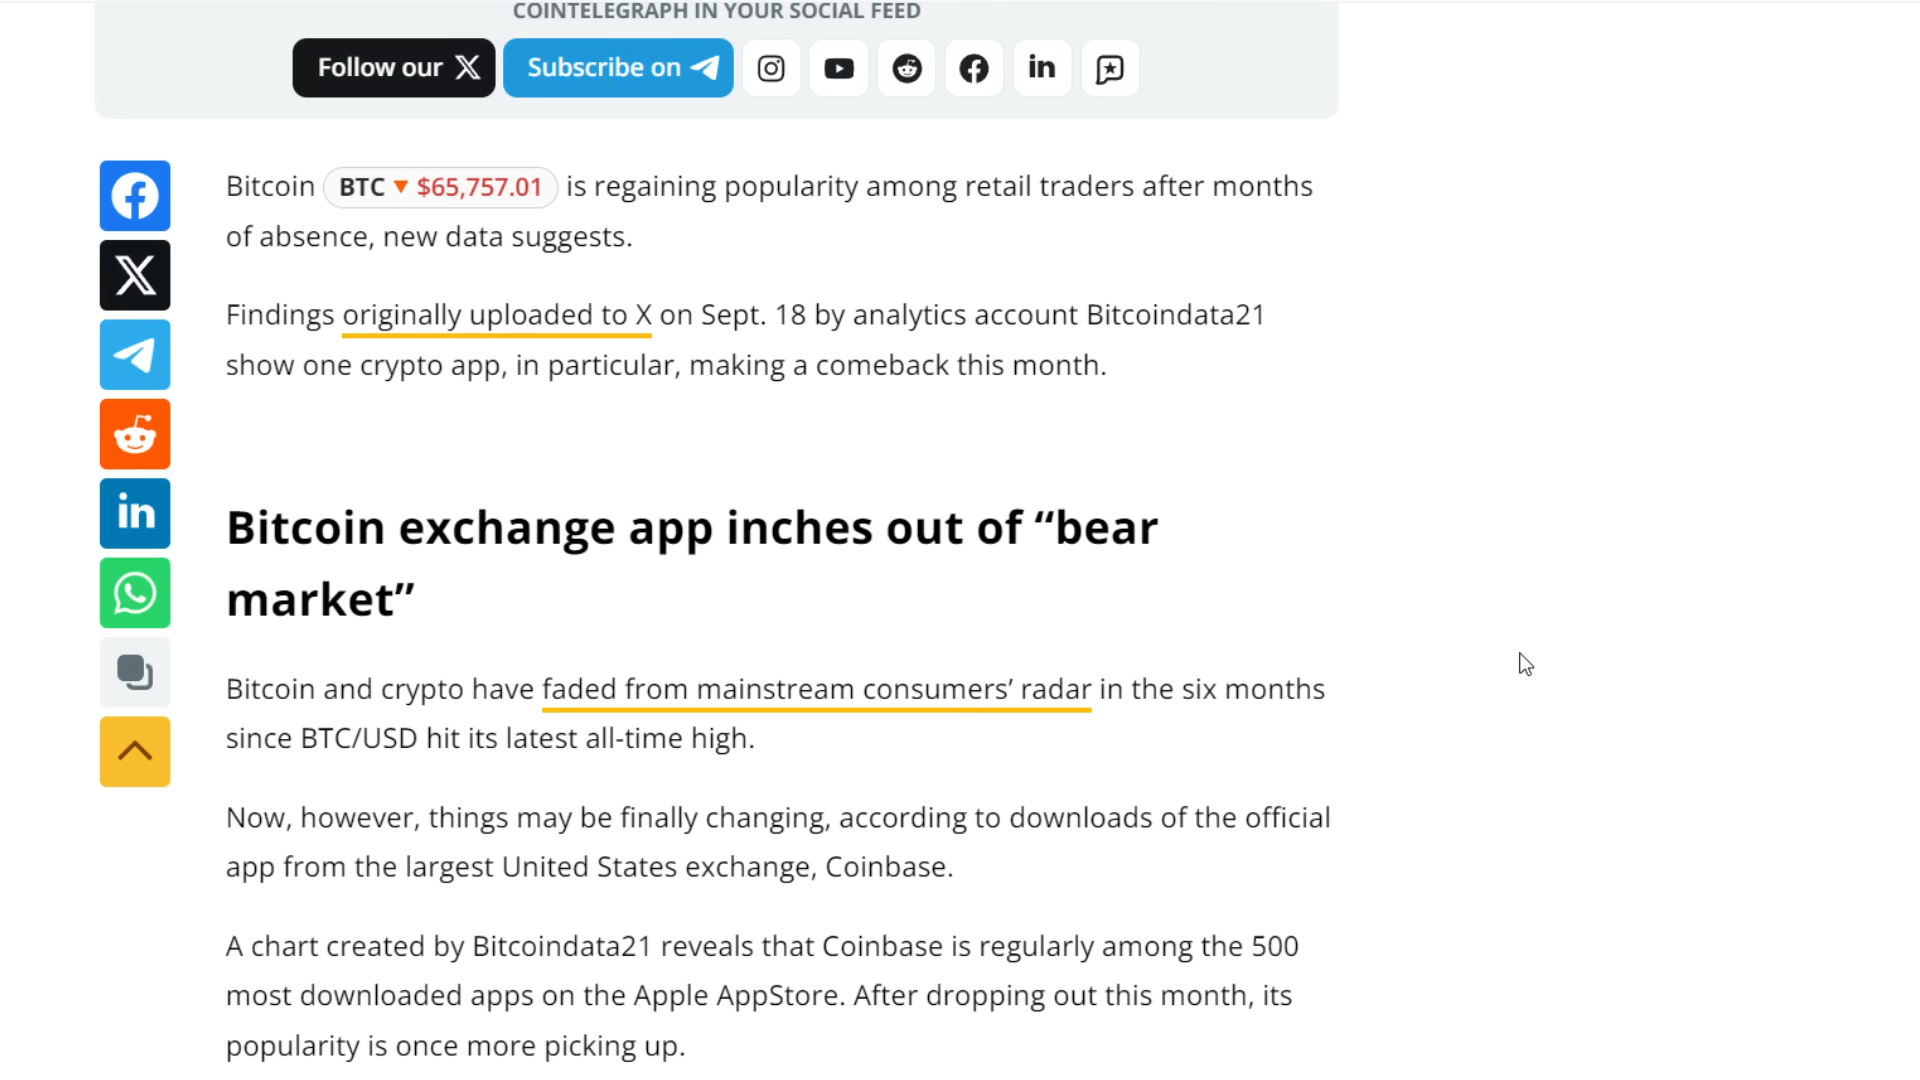 COINTELEGRAPH IN YOUR SOCIAL FEED
Follow our X
Subscribe on
Bitcoin BTC ▼ $65,757.01 is regaining popularity among retail traders after months
of absence, new data suggests.
Findings originally uploaded to X on Sept. 18 by analytics account Bitcoindata21
show one crypto app, in particular, making a comeback this month.
Bitcoin exchange app inches out of “bear
market”
Bitcoin and crypto have faded from mainstream consumers’ radar in the six months
since BTC/USD hit its latest all-time high.
Now, however, things may be finally changing, according to downloads of the official
app from the largest United States exchange, Coinbase.
A chart created by Bitcoindata21 reveals that Coinbase is regularly among the 500
most downloaded apps on the Apple AppStore. After dropping out this month, its
popularity is once more picking up.